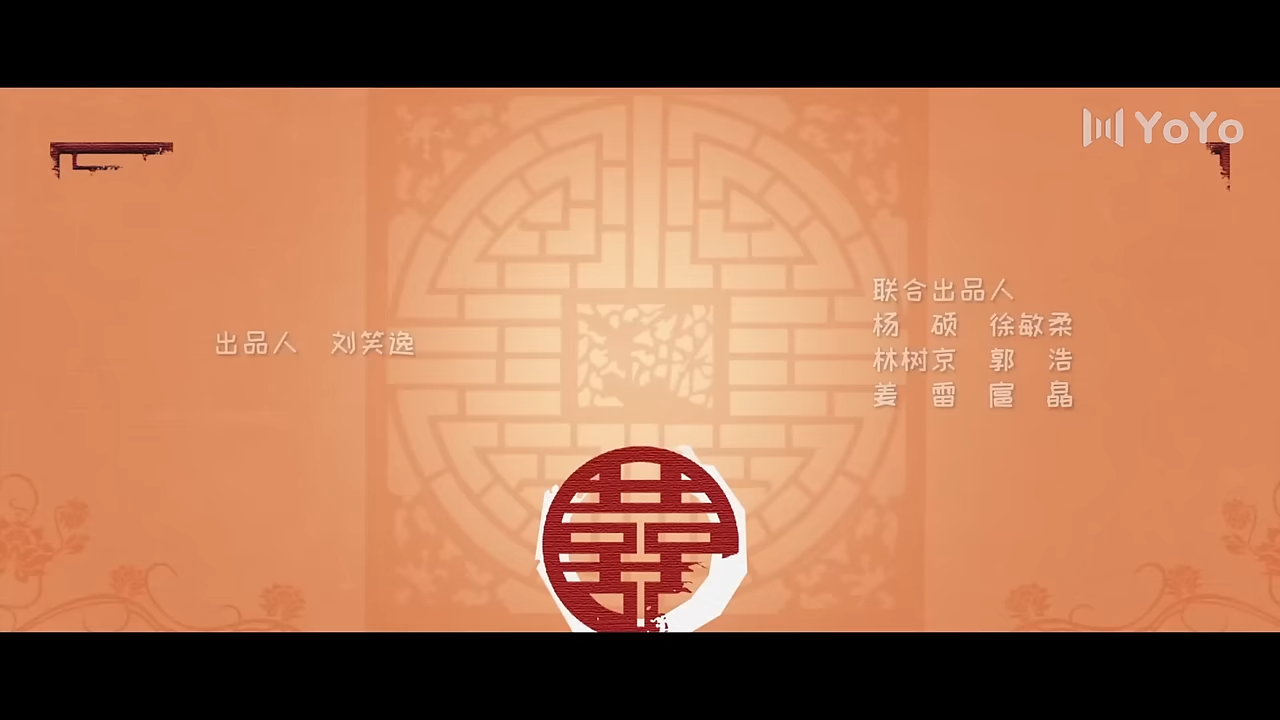 YoYo
出品人 刘笑逸
联合出品人
杨 硕 徐敏柔
林树京 郭 浩
姜 雷 扈 晶